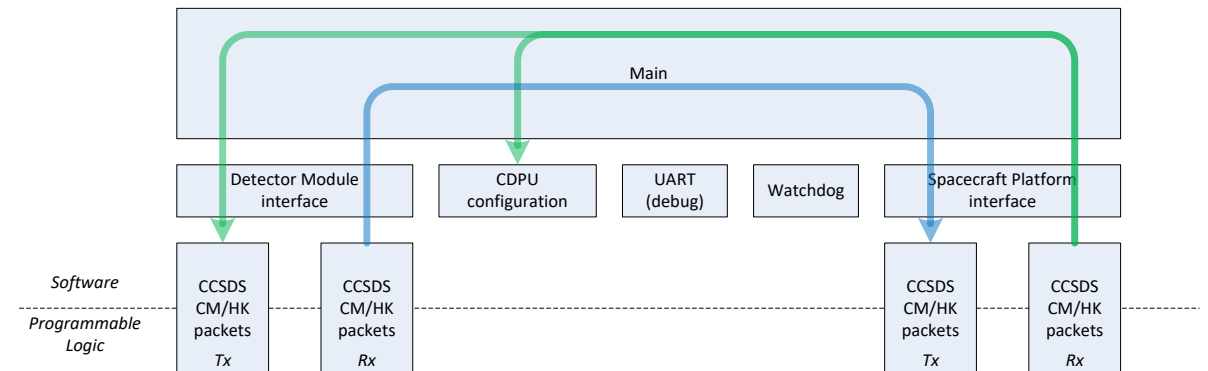 Main
Detector Module
interface
CDPU
configuration
UART
(debug)
Watchdog
Spacecraft Platform
interface
Software
Programmable
Logic
CCSDS
CM/HK
packets
Tx
CCSDS
CM/HK
packets
Rx
CCSDS
CM/HK
packets
Tx
CCSDS
CM/HK
packets
Rx